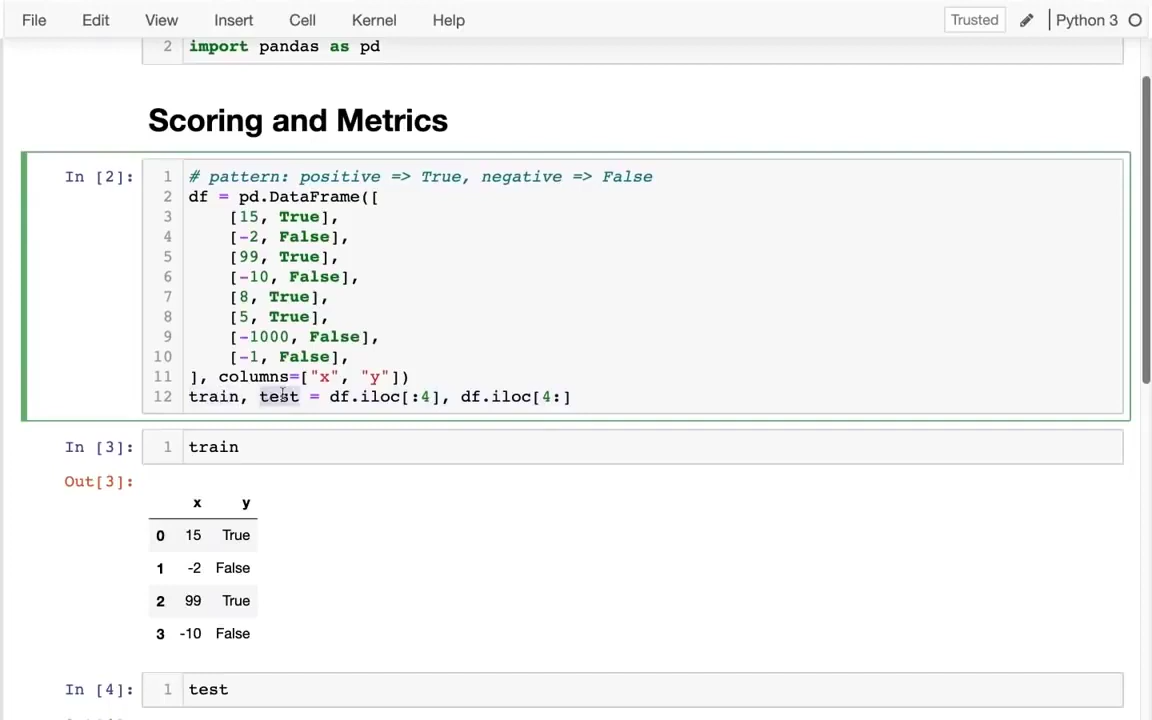 File Edit View Insert Cell Kernel Help Trusted Python 3
2 import pandas as pd
Scoring and Metrics
In [2]: 1 # pattern: positive => True, negative => False
2 df = pd.DataFrame([
3 [15, True],
4 [-2, False],
5 [99, True],
6 [-10, False],
7 [8, True],
8 [5, True],
9 [-1000, False],
10 [-1, False],
11 ], columns=["x", "y"])
12 train, test = df.iloc[:4], df.iloc[4:]
In [3]: 1 train
Out[3]:
x y
0 15 True
1 -2 False
2 99 True
3 -10 False
In [4]: 1 test